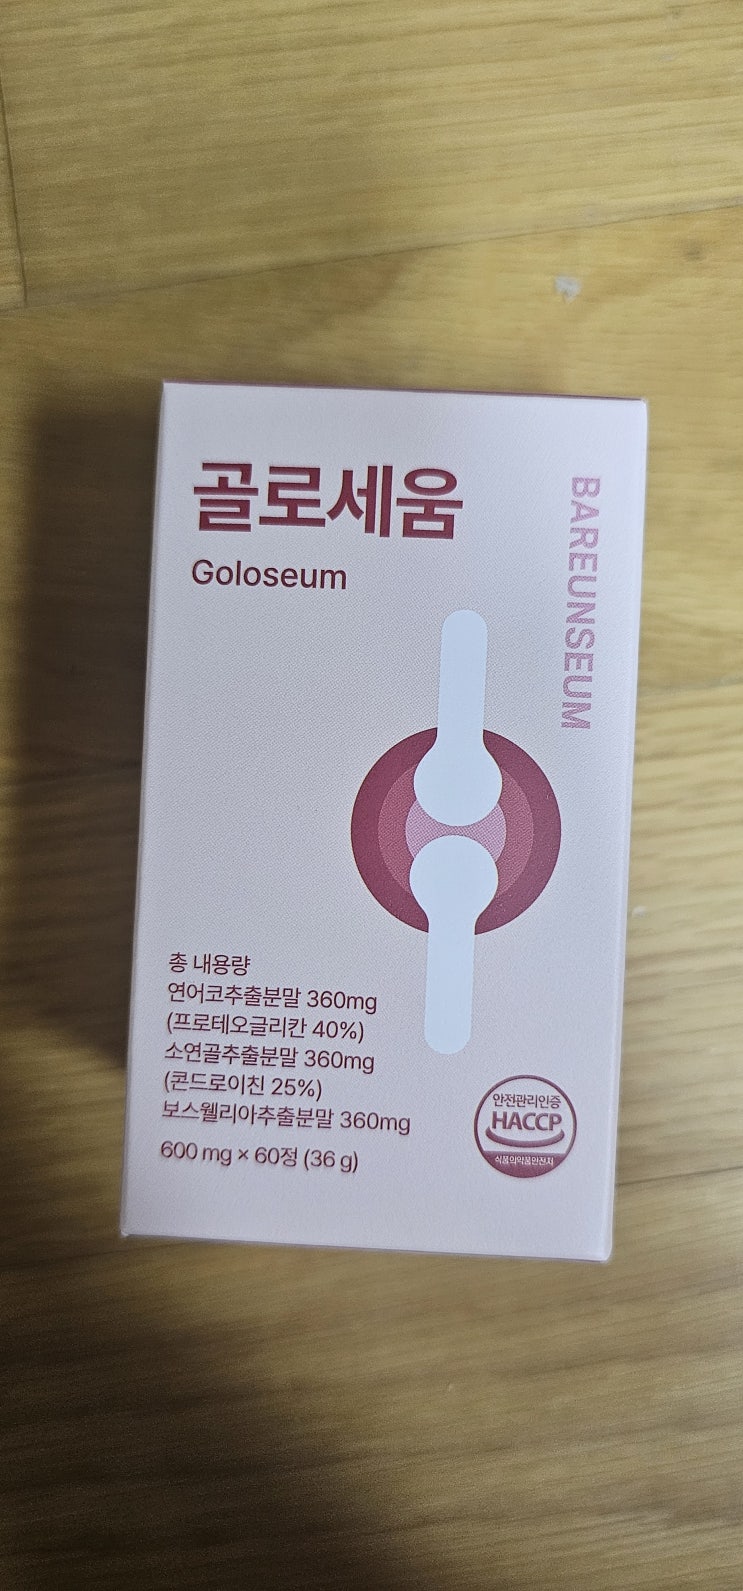 골로세움
Goloseum
BAREUNSEUM
총 내용량
연어코추출분말 360mg
(프로테오글리칸 40%)
소연골추출분말 360mg
(콘드로이친 25%)
보스웰리아추출분말 360mg
600 mg × 60정 (36 g)
안전관리인증
HACCP
식품의약품안전처